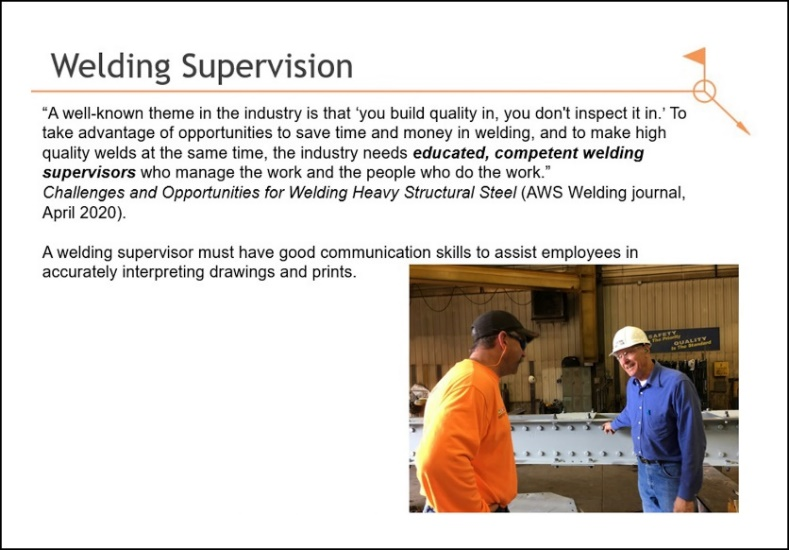 Welding Supervision
“A well-known theme in the industry is that ‘you build quality in, you don't inspect it in.’ To
take advantage of opportunities to save time and money in welding, and to make high
quality welds at the same time, the industry needs educated, competent welding
supervisors who manage the work and the people who do the work.”
Challenges and Opportunities for Welding Heavy Structural Steel (AWS Welding journal,
April 2020).
A welding supervisor must have good communication skills to assist employees in
accurately interpreting drawings and prints.
SAFETY
Is The Priority
QUALITY
Is The Standard